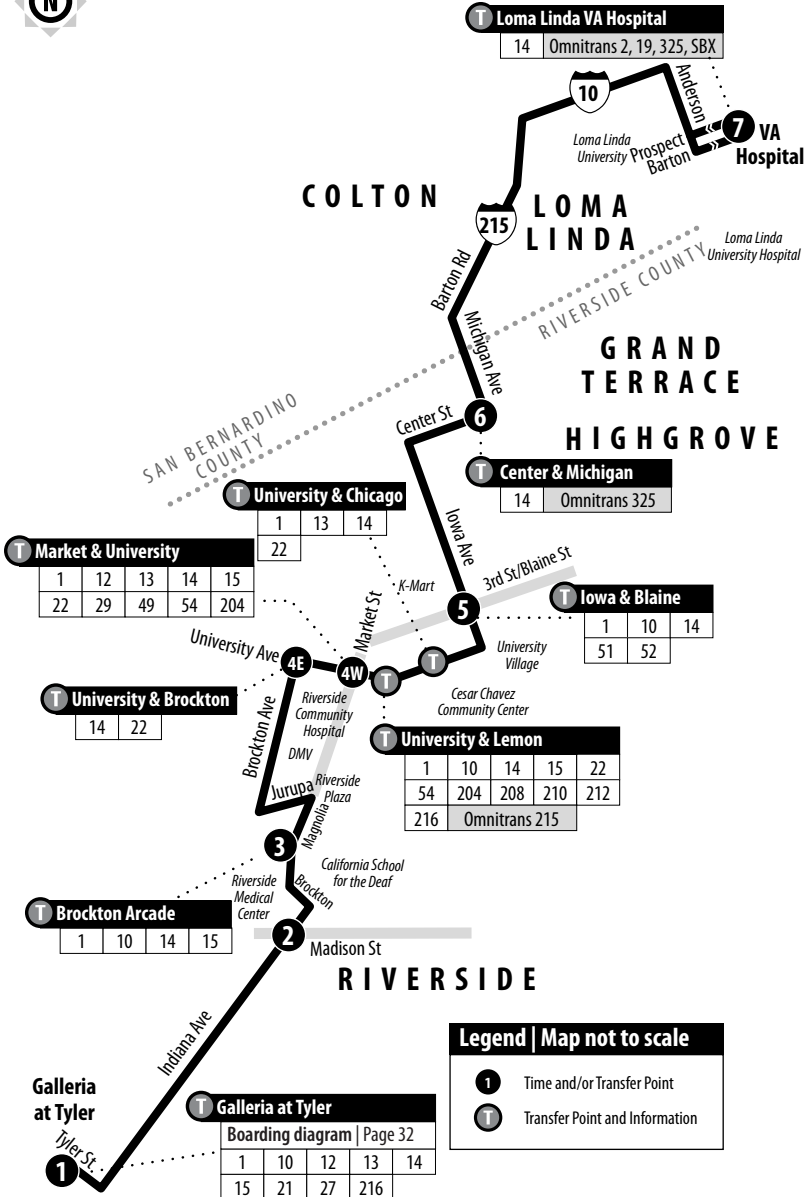 N
Loma Linda VA Hospital
14 Omnitrans 2, 19, 325, SBX
10
Anderson
Loma Linda
University
Prospect
Barton
7 VA
Hospital
COLTON
LOMA
LINDA
215
Barton Rd
Loma Linda
University Hospital
RIVERSIDE COUNTY
Michigan Ave
GRAND
TERRACE
SAN BERNARDINO
COUNTY
Center St
6
HIGHGROVE
T Center & Michigan
14 Omnitrans 325
T University & Chicago
1 13 14
22
Iowa Ave
T Market & University
1 12 13 14 15
22 29 49 54 204
K-Mart
3rd St/Blaine St
Market St
5
T Iowa & Blaine
1 10 14
51 52
University Ave
4E
4W
T
T
University
Village
T University & Brockton
14 22
Riverside
Community
Hospital
Cesar Chavez
Community Center
Brockton Ave
DMV
T University & Lemon
1 10 14 15 22
54 204 208 210 212
216 Omnitrans 215
Jurupa
Riverside
Plaza
Magnolia
3
California School
for the Deaf
Riverside
Medical
Center
Brockton
T Brockton Arcade
1 10 14 15
2
Madison St
RIVERSIDE
Indiana Ave
Legend | Map not to scale
1 Time and/or Transfer Point
T Transfer Point and Information
Galleria
at Tyler
Tyler St
1
T Galleria at Tyler
Boarding diagram | Page 32
1 10 12 13 14
15 21 27 216